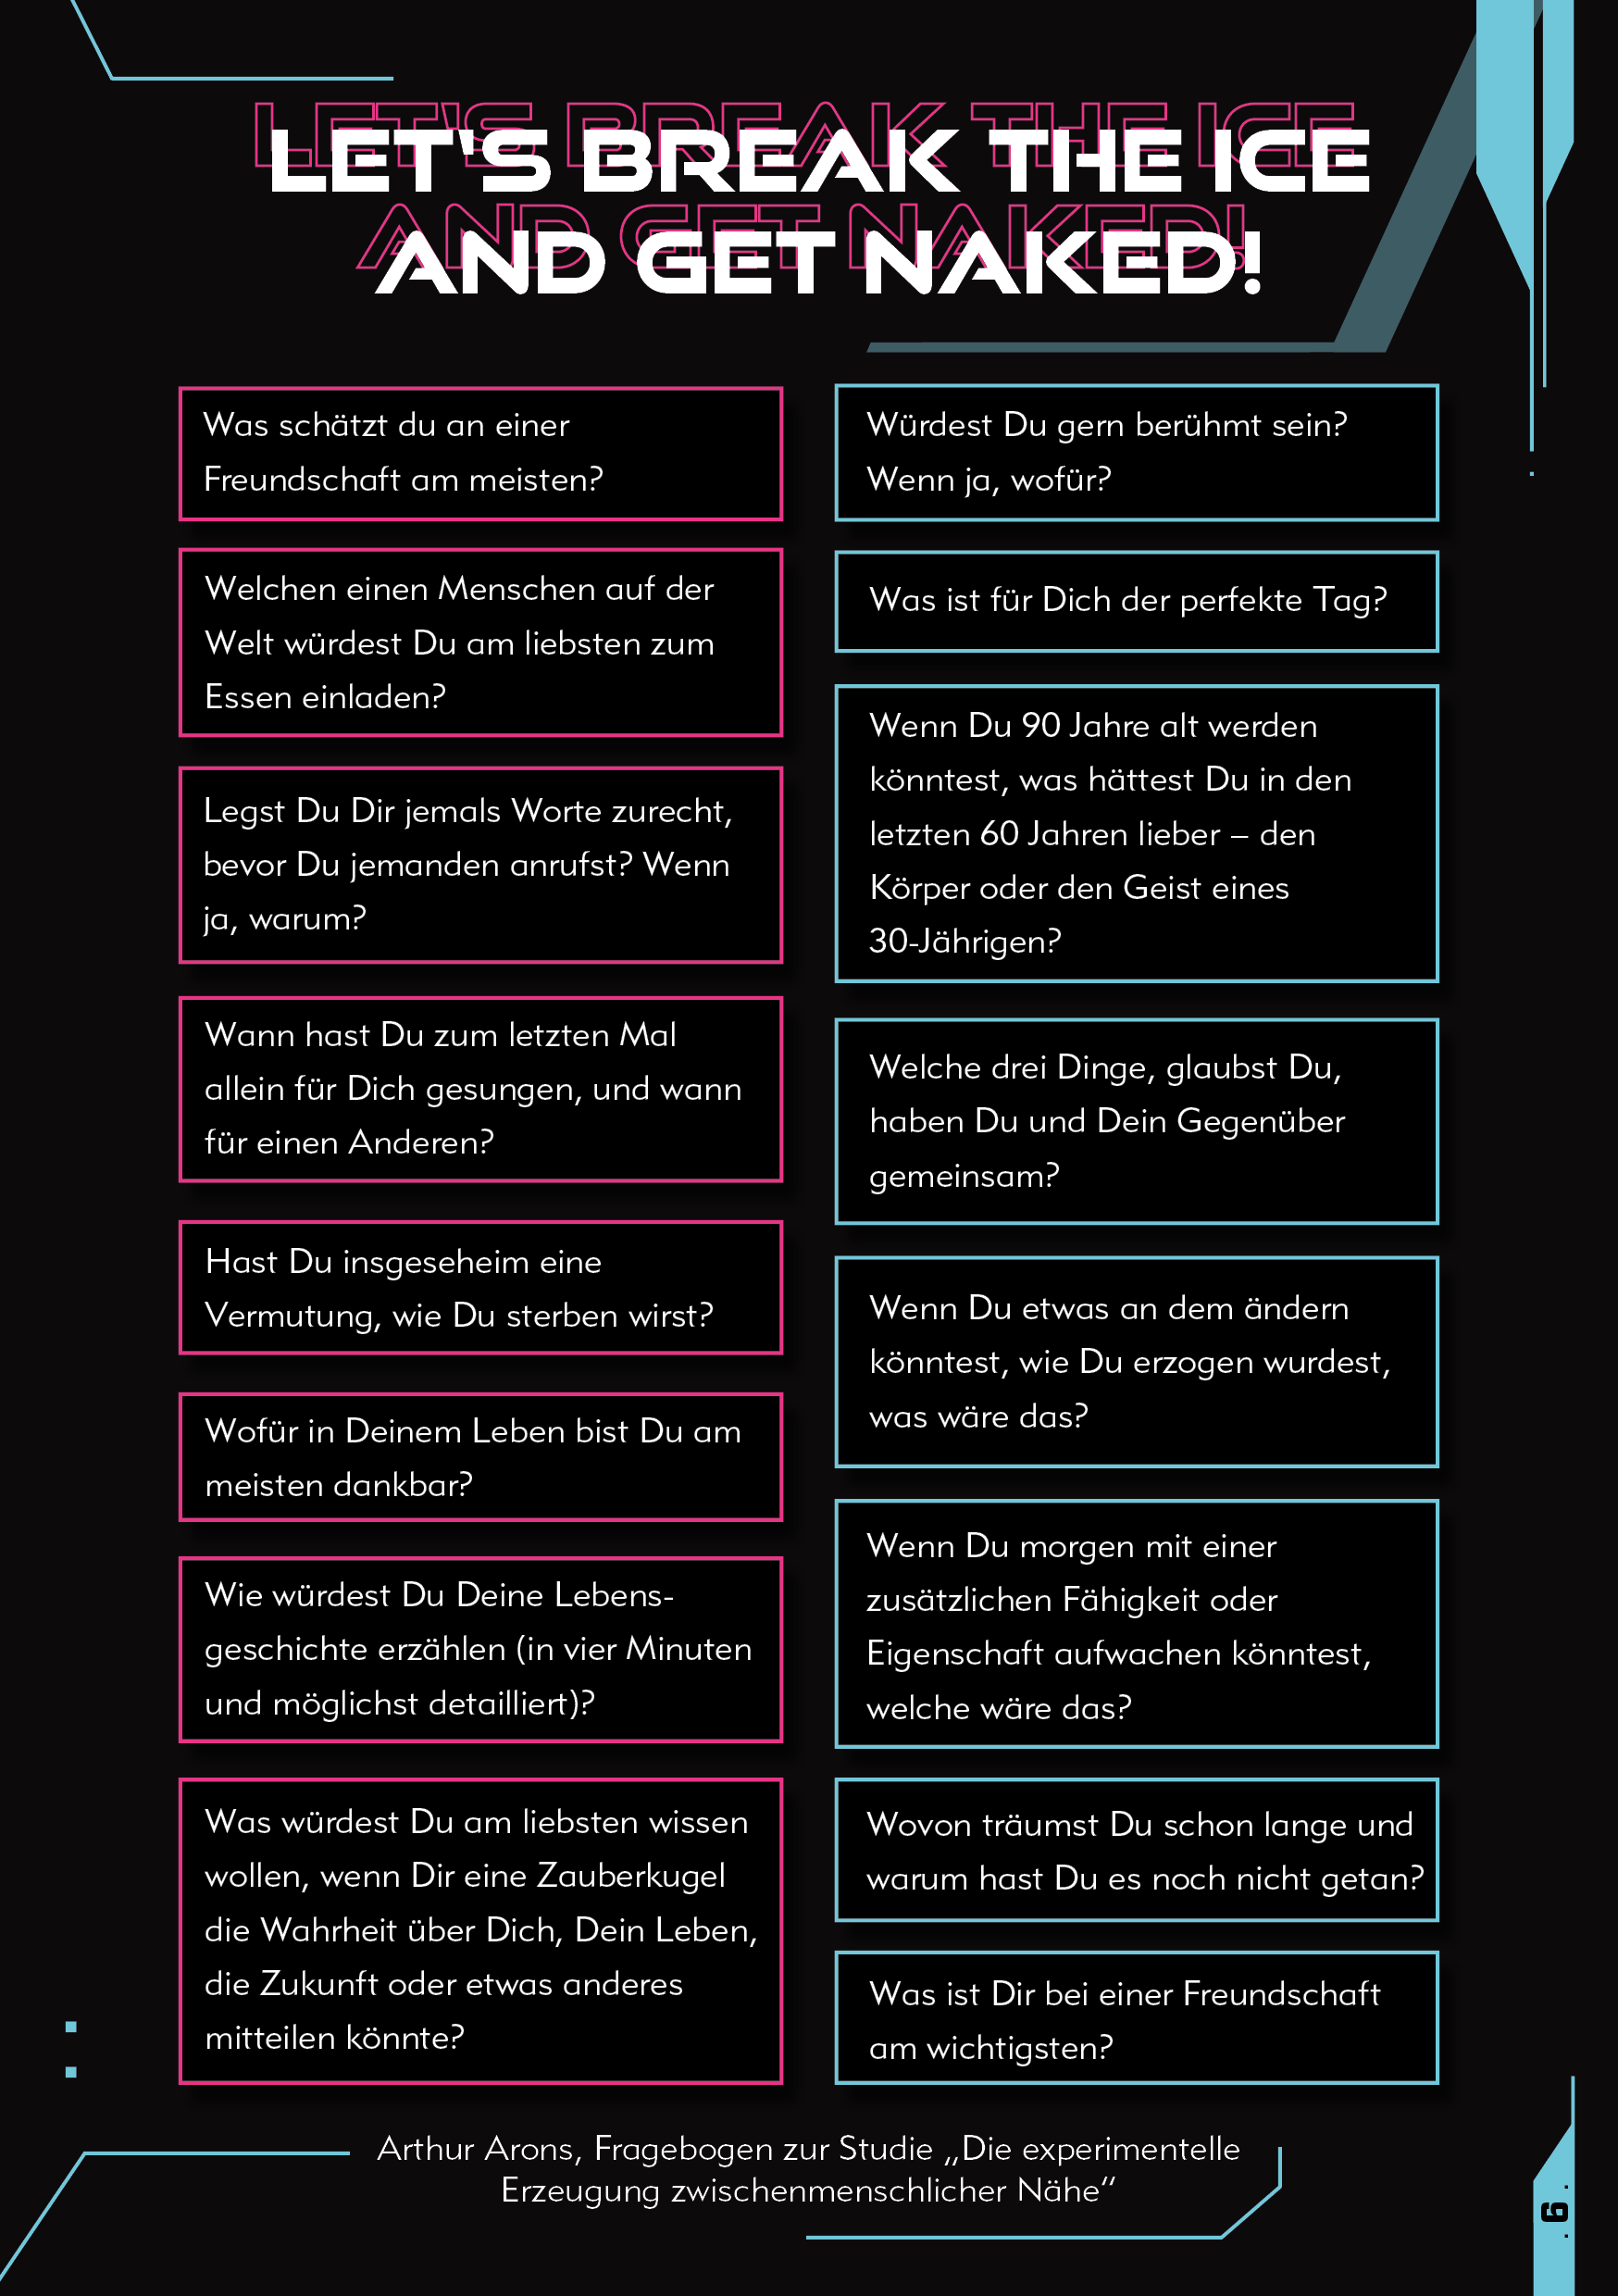 LET'S BREAK THE ICE
AND GET NAKED!
Was schätzt du an einer
Freundschaft am meisten?
Welchen einen Menschen auf der
Welt würdest Du am liebsten zum
Essen einladen?
Legst Du Dir jemals Worte zurecht,
bevor Du jemanden anrufst? Wenn
ja, warum?
Wann hast Du zum letzten Mal
allein für Dich gesungen, und wann
für einen Anderen?
Hast Du insgeseheim eine
Vermutung, wie Du sterben wirst?
Wofür in Deinem Leben bist Du am
meisten dankbar?
Wie würdest Du Deine Lebens-
geschichte erzählen (in vier Minuten
und möglichst detailliert)?
Was würdest Du am liebsten wissen
wollen, wenn Dir eine Zauberkugel
die Wahrheit über Dich, Dein Leben,
die Zukunft oder etwas anderes
mitteilen könnte?
Würdest Du gern berühmt sein?
Wenn ja, wofür?
Was ist für Dich der perfekte Tag?
Wenn Du 90 Jahre alt werden
könntest, was hättest Du in den
letzten 60 Jahren lieber – den
Körper oder den Geist eines
30-Jährigen?
Welche drei Dinge, glaubst Du,
haben Du und Dein Gegenüber
gemeinsam?
Wenn Du etwas an dem ändern
könntest, wie Du erzogen wurdest,
was wäre das?
Wenn Du morgen mit einer
zusätzlichen Fähigkeit oder
Eigenschaft aufwachen könntest,
welche wäre das?
Wovon träumst Du schon lange und
warum hast Du es noch nicht getan?
Was ist Dir bei einer Freundschaft
am wichtigsten?
Arthur Arons, Fragebogen zur Studie „Die experimentelle
Erzeugung zwischenmenschlicher Nähe“
. 6 .